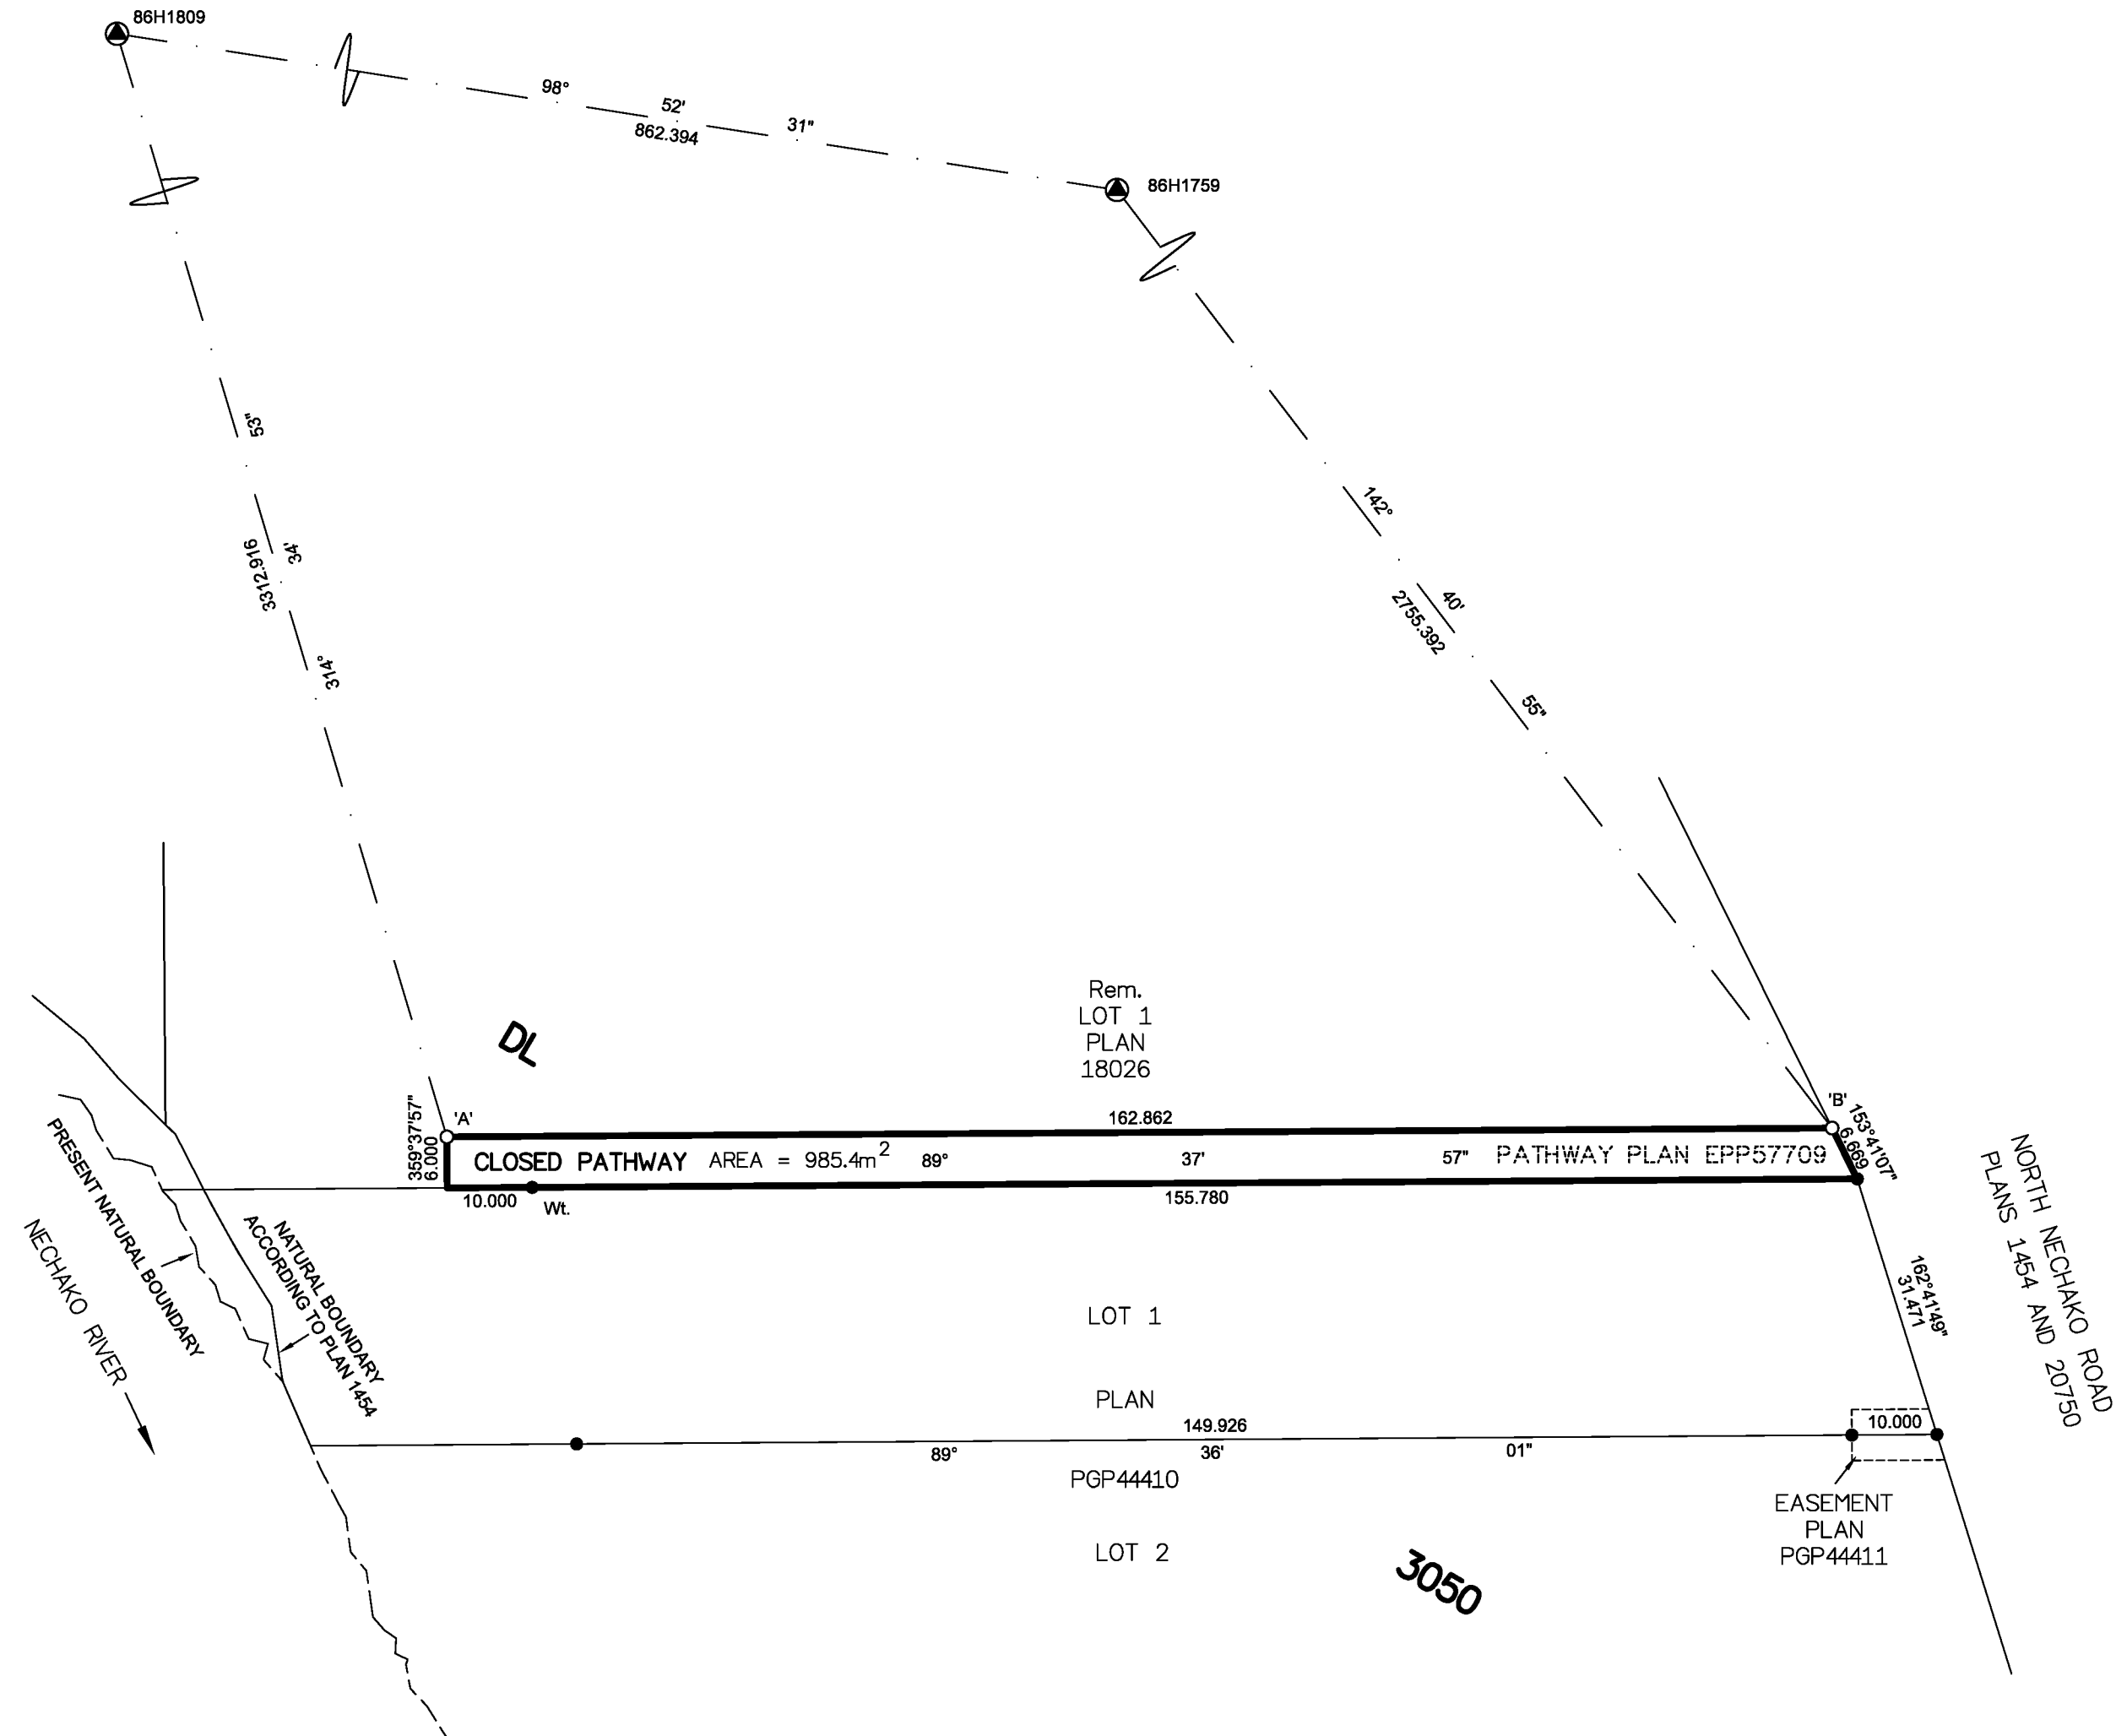 86H1809
98°
52'
31"
862.394
86H1759
53"
34'
3312.916
314°
142°
40'
2755.392
55"
DL
Rem.
LOT 1
PLAN
18026
'A'
162.862
'B'
359°37'57"
6.000
CLOSED PATHWAY AREA = 985.4m²
89°
37'
57"
PATHWAY PLAN EPP57709
153°41'07"
6.669
10.000
Wt.
155.780
PRESENT NATURAL BOUNDARY
NATURAL BOUNDARY
ACCORDING TO PLAN 1454
NECHAKO RIVER
NORTH NECHAKO ROAD
PLANS 1454 AND 20750
162°41'49"
31.471
LOT 1
PLAN
149.926
10.000
89°
36'
01"
PGP44410
LOT 2
EASEMENT
PLAN
PGP44411
3050